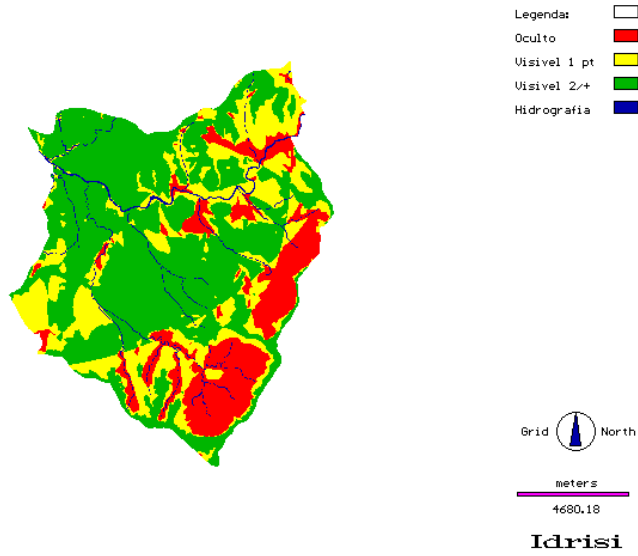 Legenda:
Oculto
Visivel 1 pt
Visivel 2/+
Hidrografia
Grid North
meters
4680.18
Idrisi